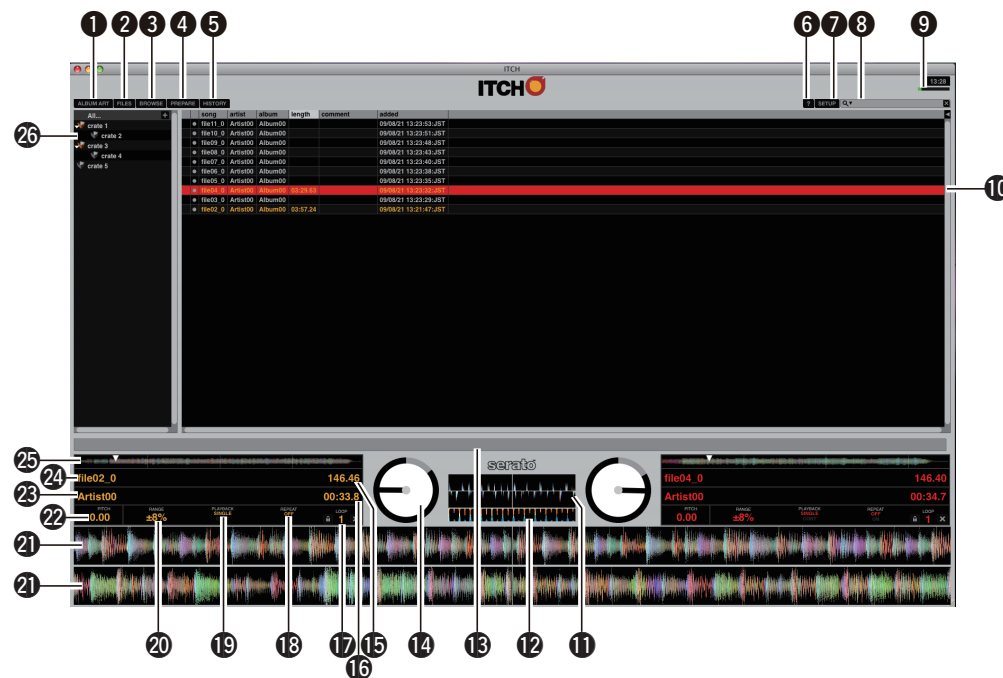 1 2 3 4 5 6 7 8 9
ITCH
ITCH
13:28
ALBUM ART FILES BROWSE PREPARE HISTORY ? SETUP
All... +
song artist album length comment added
crate 1
crate 2
crate 3
crate 4
crate 5
file11_0 Artist00 Album00 09/08/21 13:23:53:JST
file10_0 Artist00 Album00 09/08/21 13:23:51:JST
file09_0 Artist00 Album00 09/08/21 13:23:48:JST
file08_0 Artist00 Album00 09/08/21 13:23:43:JST
file07_0 Artist00 Album00 09/08/21 13:23:40:JST
file06_0 Artist00 Album00 09/08/21 13:23:38:JST
file05_0 Artist00 Album00 09/08/21 13:23:35:JST
file04_0 Artist00 Album00 03:29.63 09/08/21 13:23:32:JST
file03_0 Artist00 Album00 09/08/21 13:23:29:JST
file02_0 Artist00 Album00 03:57.24 09/08/21 13:21:47:JST
26
10
25
24
23
22
21
21
file02_0 146.46
Artist00 00:33.8
PITCH RANGE PLAYBACK REPEAT LOOP
0.00 ±8% SINGLE OFF 1 ×
serato
file04_0 146.40
Artist00 00:34.7
PITCH RANGE PLAYBACK REPEAT LOOP
0.00 ±8% SINGLE OFF 1 ×
20 19 18 17 16 15 14 13 12 11